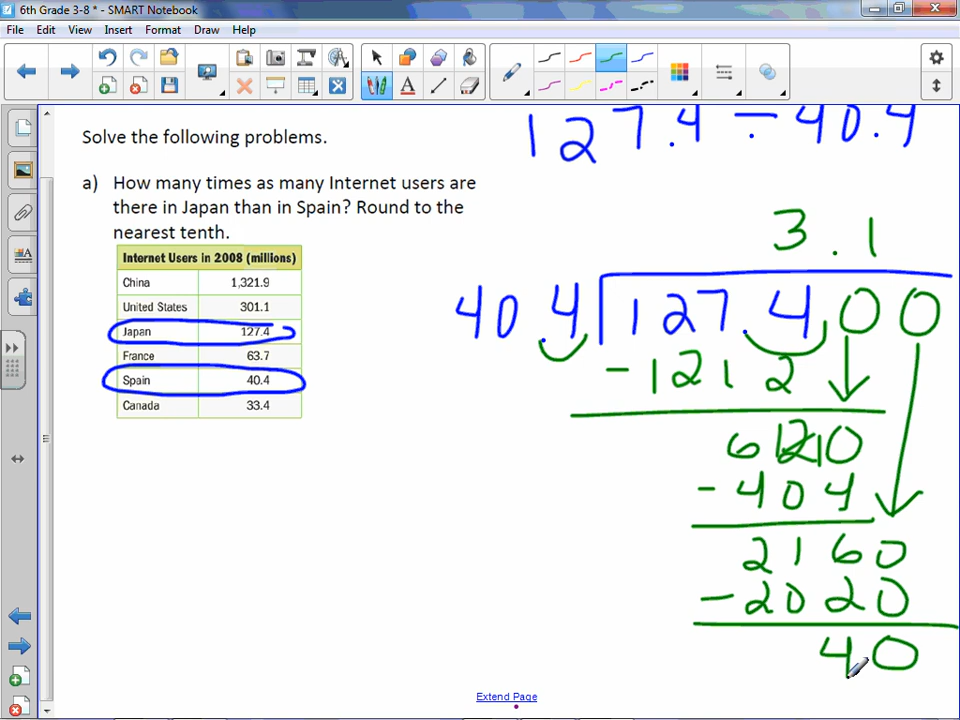 6th Grade 3-8 * - SMART Notebook
File Edit View Insert Format Draw Help
127.4 ÷ 40.4
Solve the following problems.
a) How many times as many Internet users are
there in Japan than in Spain? Round to the
nearest tenth.
Internet Users in 2008 (millions)
China 1,321.9
United States 301.1
Japan 127.4
France 63.7
Spain 40.4
Canada 33.4
3.1
40.4 127.400
-1212
-404
2160
-2020
40
Extend Page